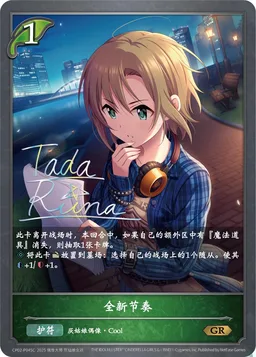 1
Tada
Riina
此卡离开战场时，本回合中，如果自己的额外区中有『魔法道
具』消失，则抽取1张卡牌。
将此卡放置到墓场：选择自己的战场上的1个随从。使其
+1/+1。
全新节奏
护符
灰姑娘偶像・Cool
GR